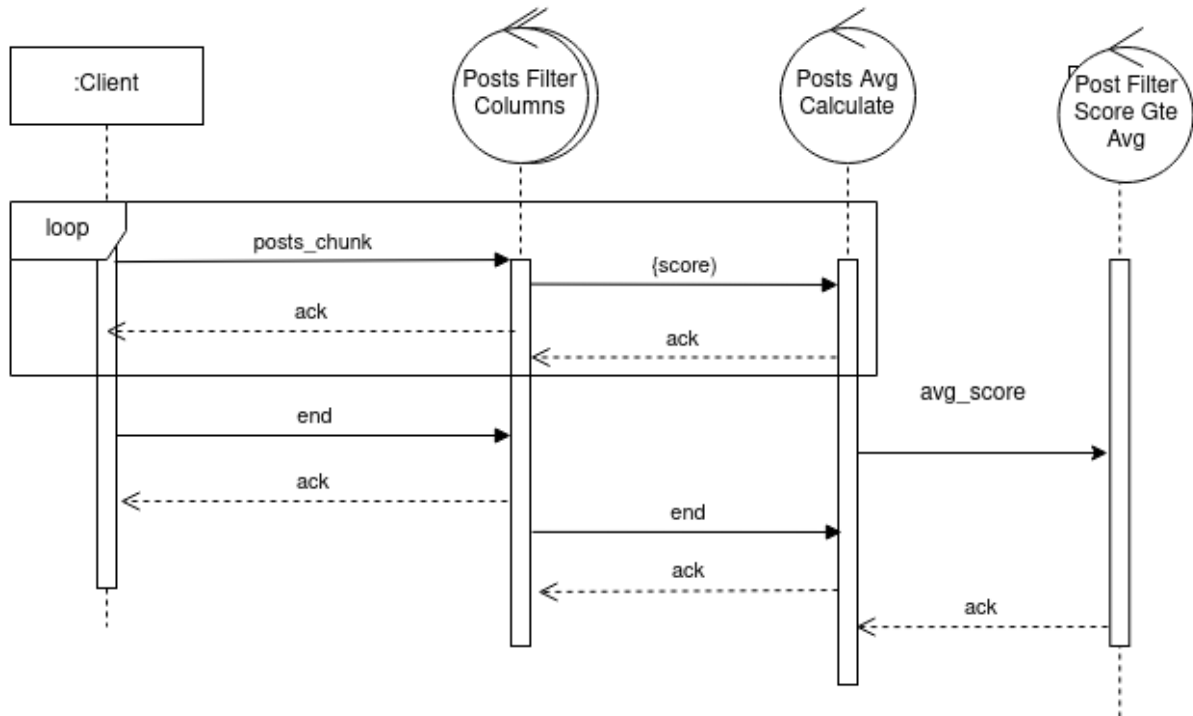 :Client
Posts Filter
Columns
Posts Avg
Calculate
Post Filter
Score Gte
Avg
loop
posts_chunk
{score)
ack
ack
avg_score
end
ack
end
ack
ack